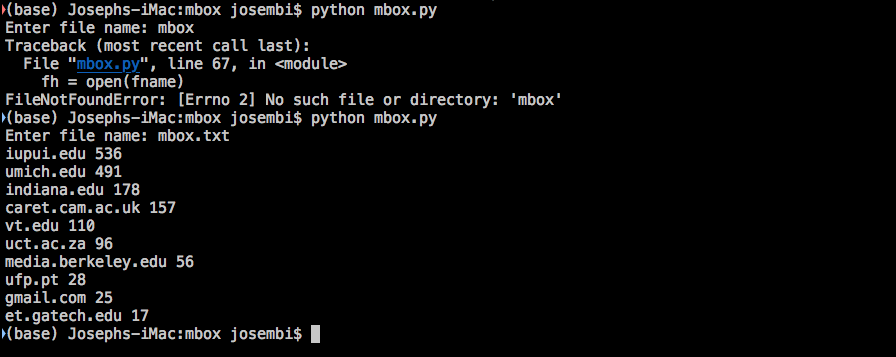 (base) Josephs-iMac:mbox josembi$ python mbox.py
Enter file name: mbox
Traceback (most recent call last):
  File "mbox.py", line 67, in <module>
    fh = open(fname)
FileNotFoundError: [Errno 2] No such file or directory: 'mbox'
(base) Josephs-iMac:mbox josembi$ python mbox.py
Enter file name: mbox.txt
iupui.edu 536
umich.edu 491
indiana.edu 178
caret.cam.ac.uk 157
vt.edu 110
uct.ac.za 96
media.berkeley.edu 56
ufp.pt 28
gmail.com 25
et.gatech.edu 17
(base) Josephs-iMac:mbox josembi$